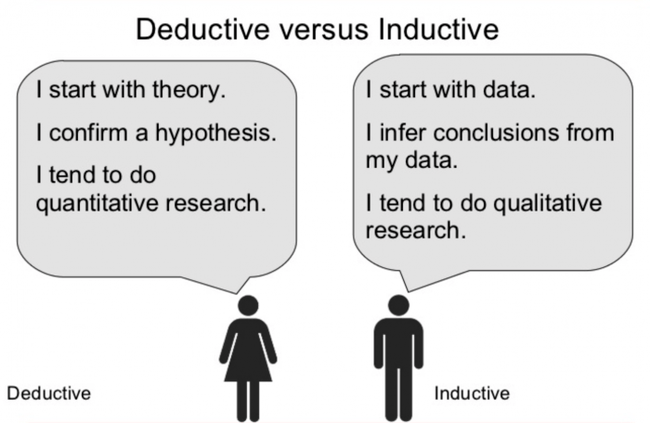 Deductive versus Inductive
I start with theory.
I confirm a hypothesis.
I tend to do
quantitative research.
I start with data.
I infer conclusions from
my data.
I tend to do qualitative
research.
Deductive
Inductive